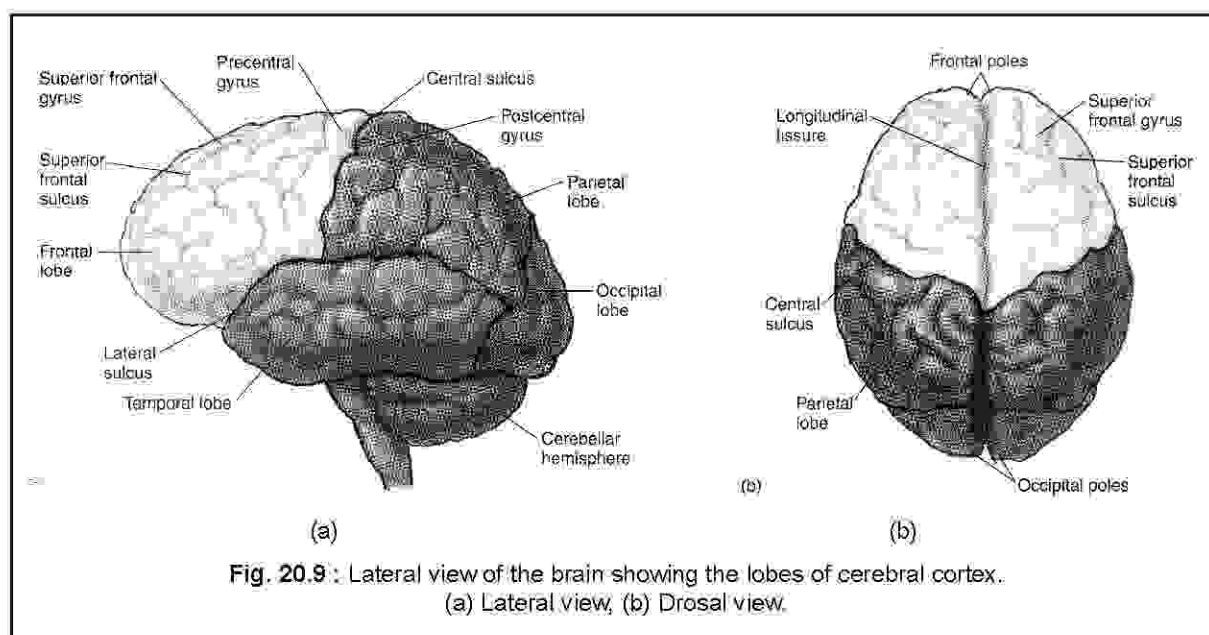 Precentral
gyrus
Superior frontal
gyrus
Central sulcus
Postcentral
gyrus
Superior
frontal
sulcus
Parietal
lobe
Frontal
lobe
Occipital
lobe
Lateral
sulcus
Temporal lobe
Cerebellar
hemisphere
(a)
Frontal poles
Longitudinal
lissure
Superior
frontal gyrus
Superior
frontal
sulcus
Central
sulcus
Parietal
lobe
Occipital poles
(b)
(b)
Fig. 20.9 : Lateral view of the brain showing the lobes of cerebral cortex.
(a) Lateral view, (b) Drosal view.